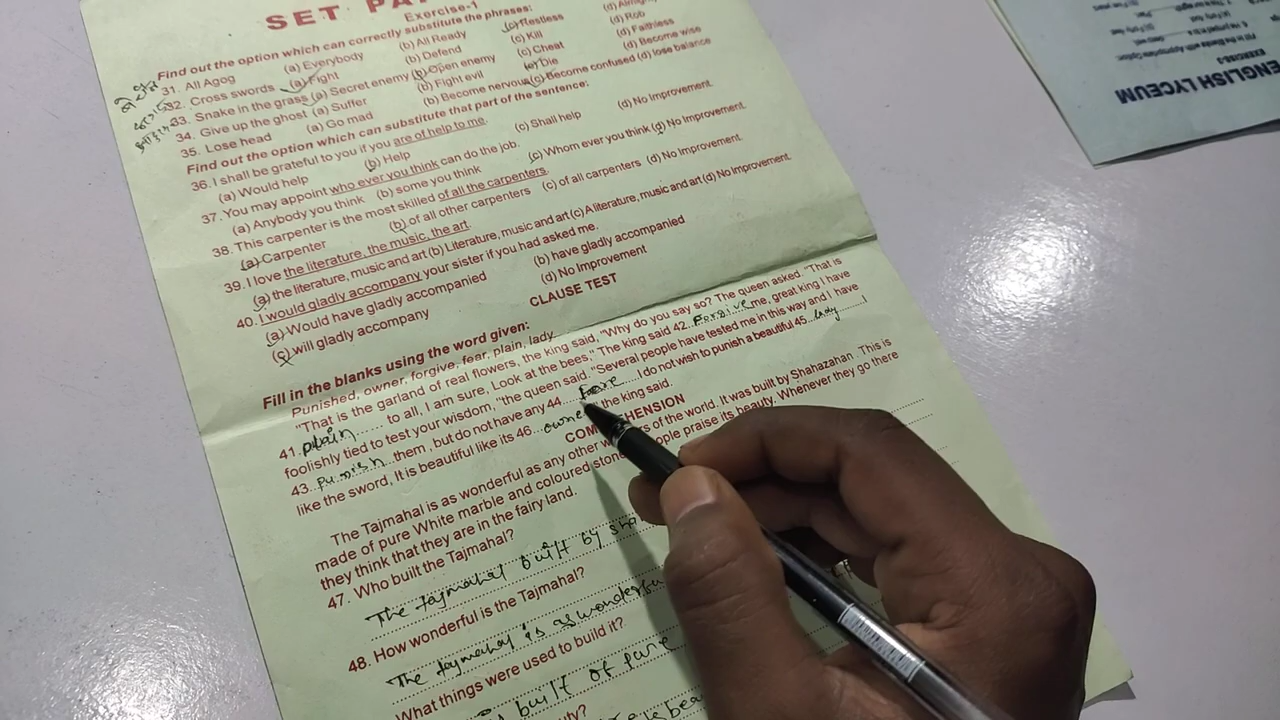 SET PA
Exercise-1
Find out the option which can correctly substitute the phrases:
31. All Agog (a) Everybody (b) All Ready (c) Restless (d) Almighty
32. Cross swords (a) Fight (b) Defend (c) Kill (d) Rob
33. Snake in the grass (a) Secret enemy (b) Open enemy (c) Cheat (d) Faithless
34. Give up the ghost (a) Suffer (b) Fight evil (c) Die (d) Become wise
35. Lose head (a) Go mad (b) Become nervous (c) Become confused (d) lose balance
Find out the option which can substitute that part of the sentence:
36. I shall be grateful to you if you are of help to me.
(a) Would help (b) Help (c) Shall help (d) No Improvement.
37. You may appoint who ever you think can do the job.
(a) Anybody you think (b) some you think (c) Whom ever you think (d) No Improvement.
38. This carpenter is the most skilled of all the carpenters.
(a) Carpenter (b) of all other carpenters (c) of all carpenters (d) No Improvement.
39. I love the literature, the music, the art.
(a) the literature, music and art (b) Literature, music and art (c) A literature, music and art (d) No Improvement.
40. I would gladly accompany your sister if you had asked me.
(a) Would have gladly accompanied (b) have gladly accompanied
(c) will gladly accompany (d) No Improvement
CLAUSE TEST
Fill in the blanks using the word given:
Punished, owner, forgive, fear, plain, lady
"That is the garland of real flowers, the king said, "Why do you say so? The queen asked. "That is
41. plain to all, I am sure. Look at the bees," The king said 42. Forgive me, great king I have
foolishly tied to test your wisdom, "the queen said. "Several people have tested me in this way and I have
43. Punish them, but do not have any 44. I do not wish to punish a beautiful 45. lady I
like the sword, It is beautiful like its 46. owne the king said.
COM HENSION
The Tajmahal is as wonderful as any other w rs of the world. It was built by Shahazahan. This is
made of pure White marble and coloured stone ople praise its beauty. Whenever they go there
they think that they are in the fairy land.
47. Who built the Tajmahal?
The Tajmahal built by sha
48. How wonderful is the Tajmahal?
The Tajmahal is as wonderfu
What things were used to build it?
built of pure
uty?
ENGLISH LYCEUM
EXERCISE-3